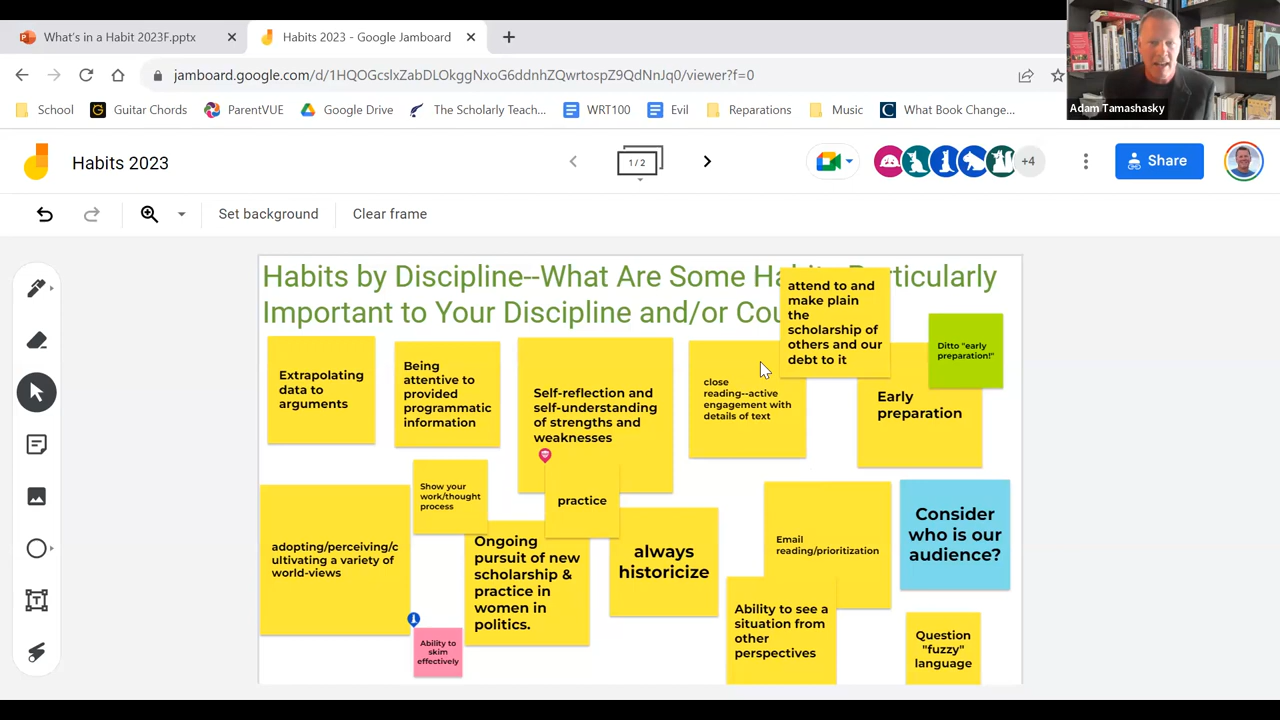 What's in a Habit 2023F.pptx
Habits 2023 - Google Jamboard
jamboard.google.com/d/1HQOGcslxZabDLOkggNxoG6ddnhZQwrtospZ9QdNnJq0/viewer?f=0
School
Guitar Chords
ParentVUE
Google Drive
The Scholarly Teach...
WRT100
Evil
Reparations
Music
What Book Change...
Adam Tamashasky
Habits 2023
1/2
+4
Share
Set background
Clear frame
Habits by Discipline--What Are Some Ha
rticularly
Important to Your Discipline and/or Cou
attend to and
make plain
the
scholarship of
others and our
debt to it
Ditto "early
preparation!"
Extrapolating
data to
arguments
Being
attentive to
provided
programmatic
information
Self-reflection and
self-understanding
of strengths and
weaknesses
close
reading--active
engagement with
details of text
Early
preparation
Show your
work/thought
process
practice
adopting/perceiving/c
ultivating a variety of
world-views
Ongoing
pursuit of new
scholarship &
practice in
women in
politics.
always
historicize
Email
reading/prioritization
Consider
who is our
audience?
Ability to
skim
effectively
Ability to see a
situation from
other
perspectives
Question
"fuzzy"
language